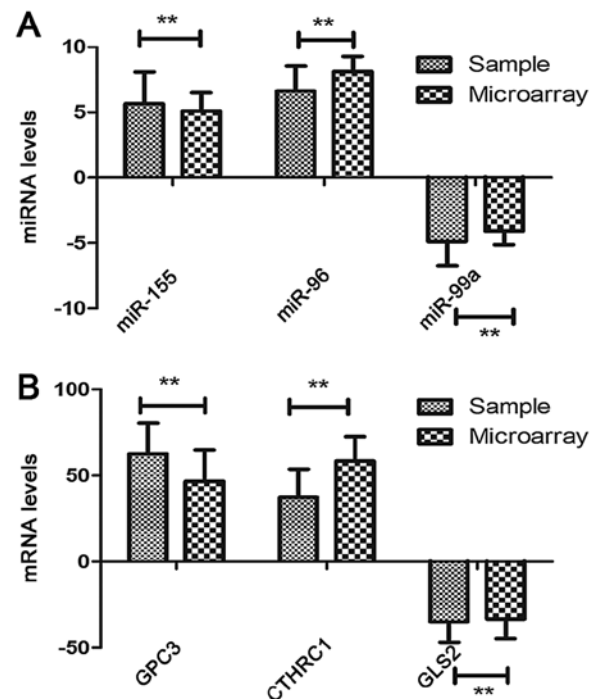 A
**
**
10
5
0
-5
-10
miRNA levels
Sample
Microarray
miR-155
miR-96
miR-99a
**
B
**
**
100
50
0
-50
mRNA levels
Sample
Microarray
GPC3
CTHRC1
GLS2
**